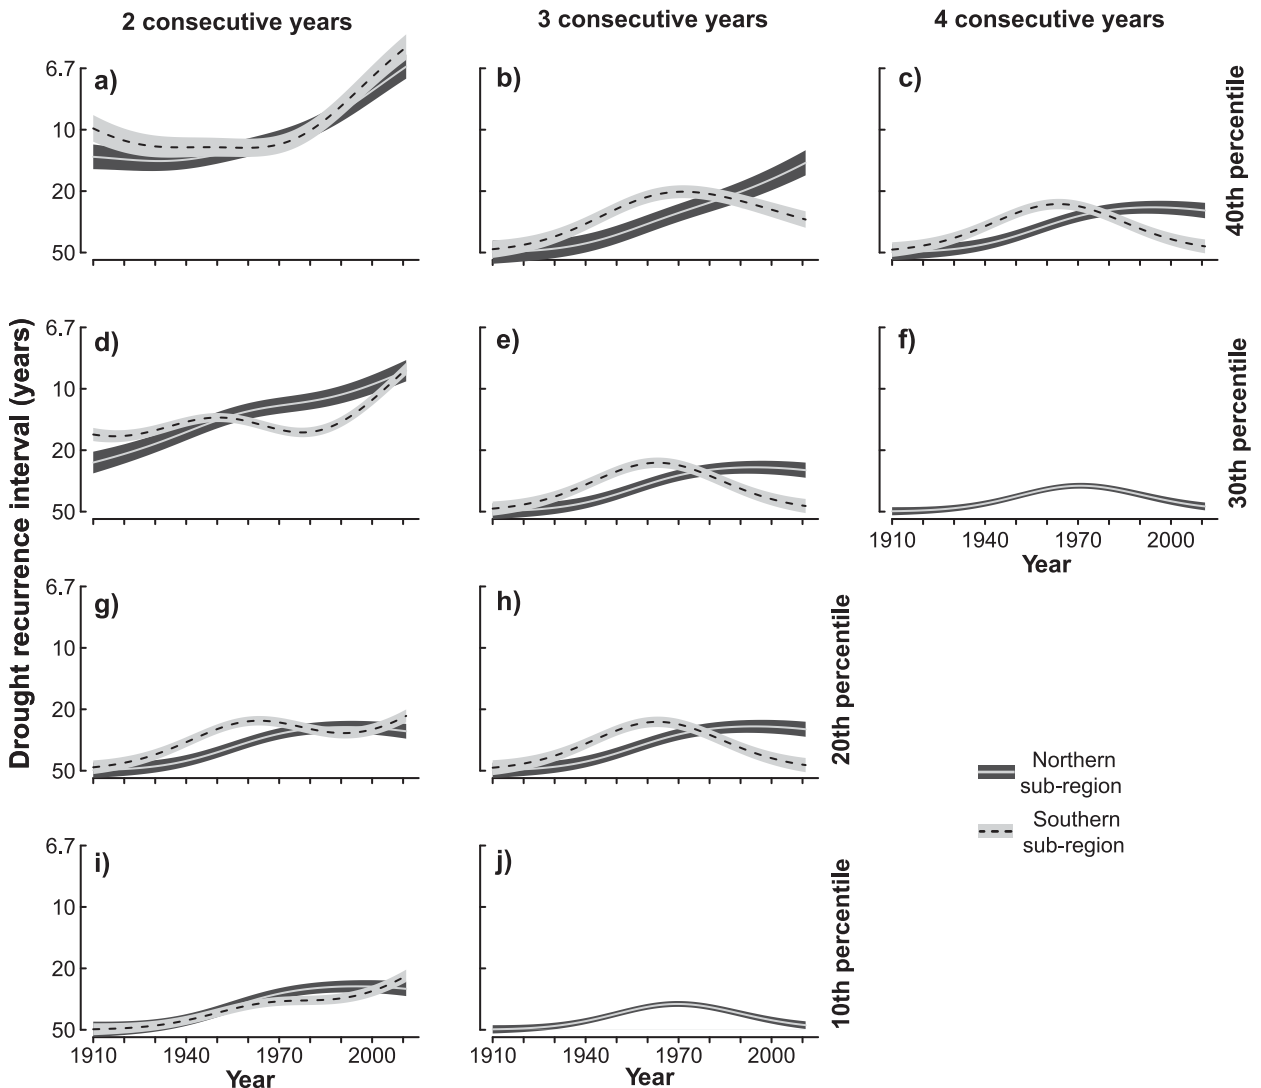 2 consecutive years
3 consecutive years
4 consecutive years
Drought recurrence interval (years)
6.7
10
20
50
a)
b)
c)
40th percentile
6.7
10
20
50
d)
e)
f)
30th percentile
1910
1940
1970
2000
Year
6.7
10
20
50
g)
h)
20th percentile
Northern
sub-region
Southern
sub-region
6.7
10
20
50
i)
j)
10th percentile
1910
1940
1970
2000
Year
1910
1940
1970
2000
Year